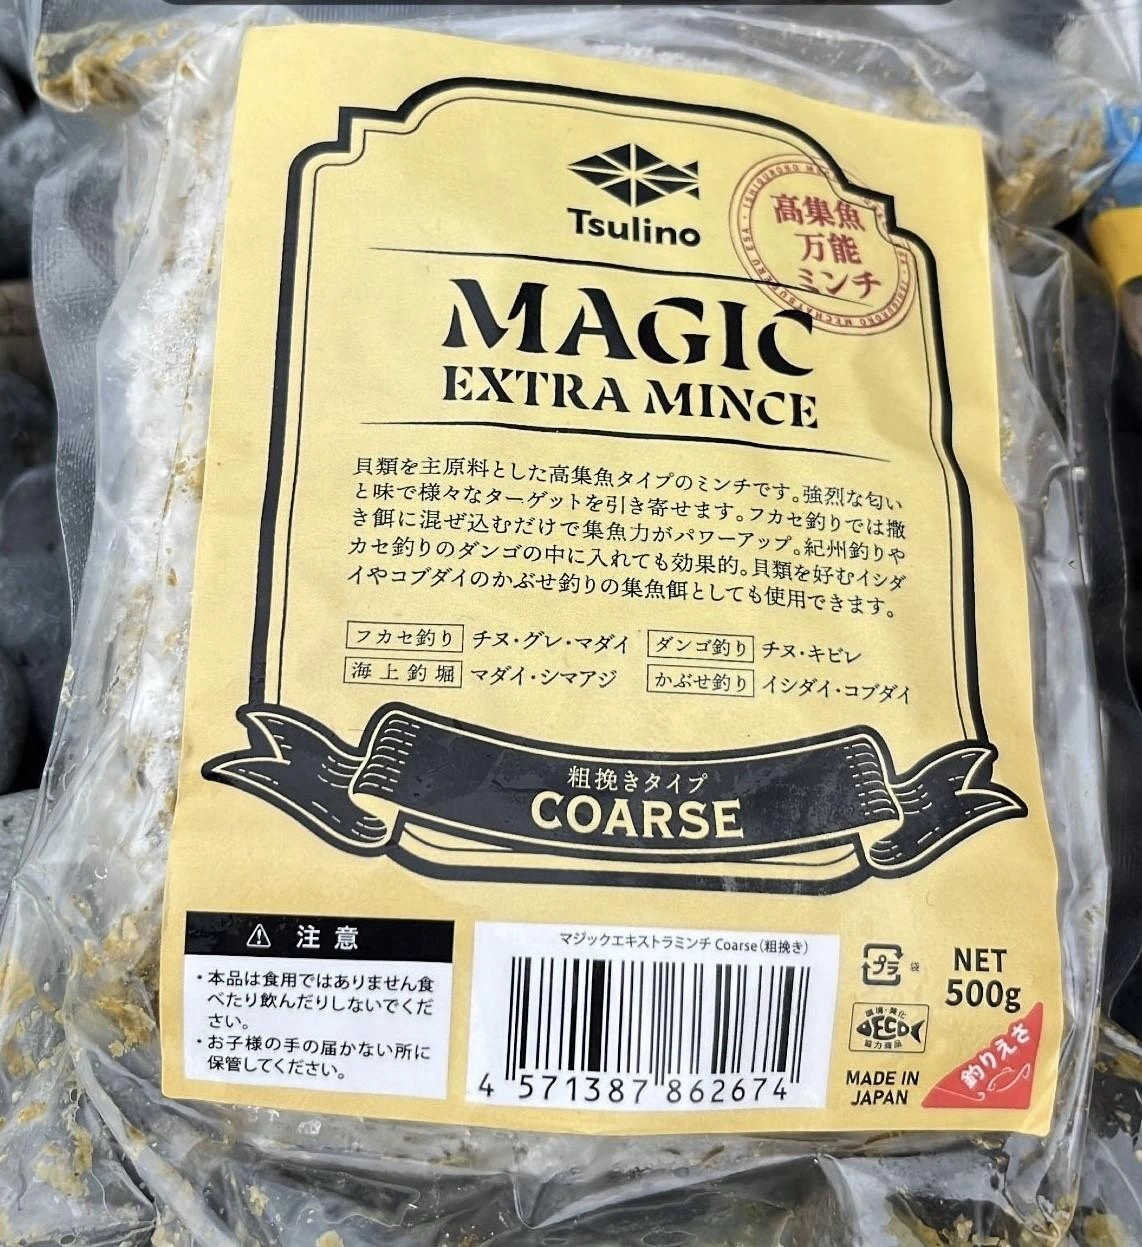 Tsulino
高集魚
万能
ミンチ
MAGIC
EXTRA MINCE
貝類を主原料とした高集魚タイプのミンチです。強烈な匂い
と味で様々なターゲットを引き寄せます。フカセ釣りでは撒
き餌に混ぜ込むだけで集魚力がパワーアップ。紀州釣りや
カセ釣りのダンゴの中に入れても効果的。貝類を好むイシダ
イやコブダイのかぶせ釣りの集魚餌としても使用できます。
フカセ釣り チヌ・グレ・マダイ ダンゴ釣り チヌ・キビレ
海上釣堀 マダイ・シマアジ かぶせ釣り イシダイ・コブダイ
粗挽きタイプ
COARSE
注意
・本品は食用ではありません食
べたり飲んだりしないでくだ
さい。
・お子様の手の届かない所に
保管してください。
マジックエキストラミンチ Coarse(粗挽き)
4 571387 862674
プラ 袋
NET
500g
環境・美化
ECO
協力商品
MADE IN
JAPAN
釣りえさ